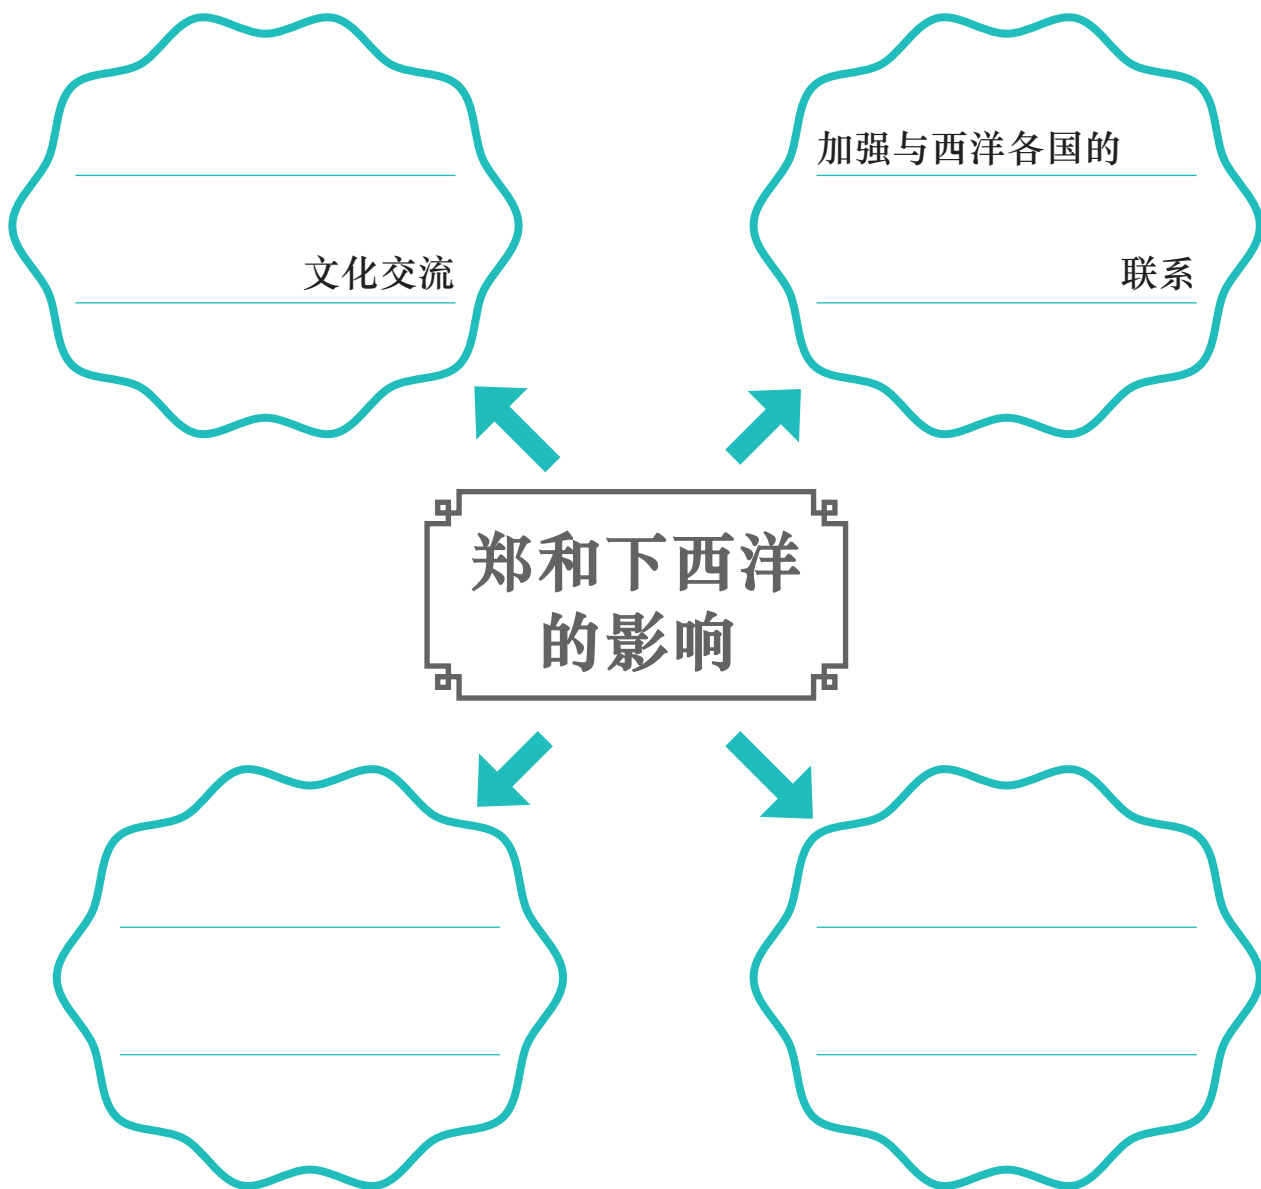 加强与西洋各国的
文化交流
联系
郑和下西洋
的影响